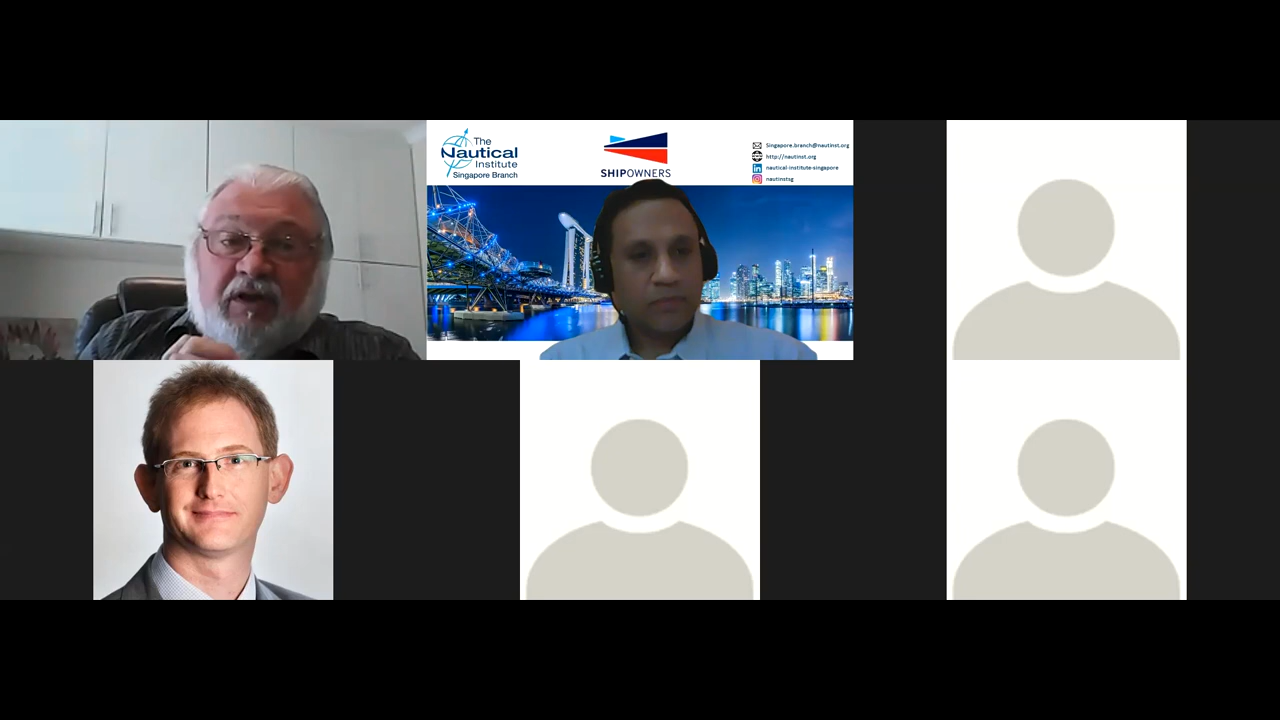 The
Nautical
Institute
Singapore Branch
SHIPOWNERS
Singapore.branch@nautinst.org
http://nautinst.org
nautical-institute-singapore
nautinstsg